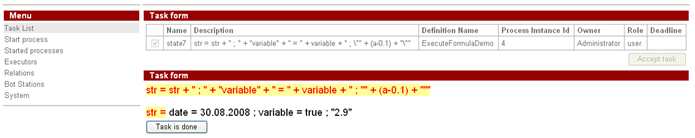 Menu
Task List
Start process
Started processes
Executors
Relations
Bot Stations
System
Task form
Name Description Definition Name Process Instance Id Owner Role Deadline
state7 str = str + " ; " + "variable" + " = " + variable + " ; \"" + (a-0.1) + "\"" ExecuteFormulaDemo 4 Administrator user
Accept task
Task form
str = str + " ; " + "variable" + " = " + variable + " ; "" + (a-0.1) + """
str = date = 30.08.2008 ; variable = true ; "2.9"
Task is done